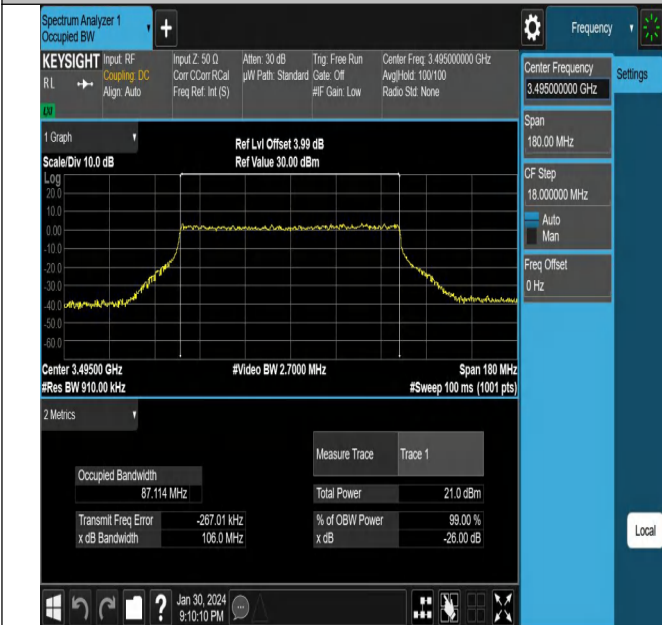 Spectrum Analyzer 1
Occupied BW
+
Frequency
KEYSIGHT
RL
Input: RF
Coupling: DC
Align: Auto
Input Z: 50 Ω
Corr CCorr RCal
Freq Ref: Int (S)
Atten: 30 dB
µW Path: Standard
Trig: Free Run
Gate: Off
#IF Gain: Low
Center Freq: 3.495000000 GHz
Avg|Hold: 100/100
Radio Std: None
Center Frequency
3.495000000 GHz
Settings
Span
180.00 MHz
CF Step
18.000000 MHz
Auto
Man
Freq Offset
0 Hz
1 Graph
Scale/Div 10.0 dB
Ref Lvl Offset 3.99 dB
Ref Value 30.00 dBm
Log
20.0
10.0
0.00
-10.0
-20.0
-30.0
-40.0
-50.0
-60.0
Center 3.49500 GHz
#Video BW 2.7000 MHz
Span 180 MHz
#Res BW 910.00 kHz
#Sweep 100 ms (1001 pts)
2 Metrics
Measure Trace Trace 1
Occupied Bandwidth
87.114 MHz
Total Power 21.0 dBm
Transmit Freq Error -267.01 kHz
% of OBW Power 99.00 %
x dB Bandwidth 106.0 MHz
x dB -26.00 dB
Local
?
Jan 30, 2024
9:10:10 PM